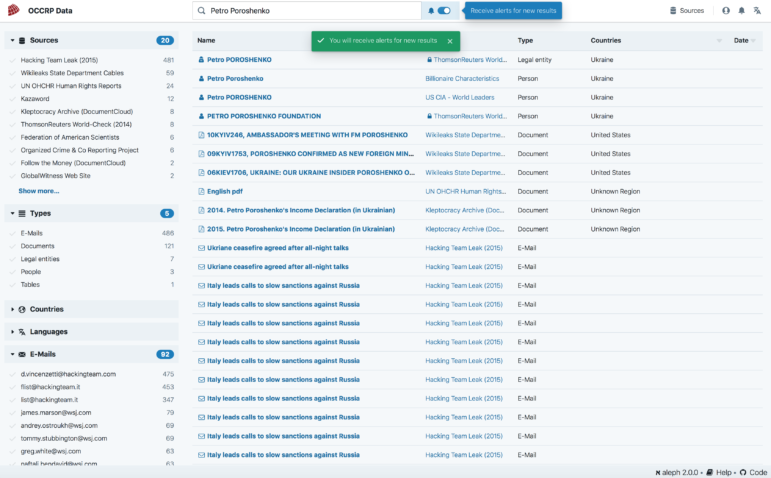 OCCRP Data
Petro Poroshenko
Receive alerts for new results
Sources
You will receive alerts for new results
Sources 20
Hacking Team Leak (2015) 481
Wikileaks State Department Cables 59
UN OHCHR Human Rights Reports 24
Kazaword 12
Kleptocracy Archive (DocumentCloud) 8
ThomsonReuters World-Check (2014) 8
Federation of American Scientists 6
Organized Crime & Co Reporting Project 6
Follow the Money (DocumentCloud) 2
GlobalWitness Web Site 2
Show more...
Types 5
E-Mails 486
Documents 121
Legal entities 7
People 3
Tables 1
Countries
Languages
E-Mails 92
d.vincenzetti@hackingteam.com 475
flist@hackingteam.it 453
list@hackingteam.it 347
james.marson@wsj.com 79
andrey.ostroukh@wsj.com 69
tommy.stubbington@wsj.com 69
greg.white@wsj.com 63
naftali.bendavid@wsj.com 63
Name Type Countries Date
Petro POROSHENKO ThomsonReuters World... Legal entity Ukraine
Petro Poroshenko Billionaire Characteristics Person Ukraine
Petro POROSHENKO US CIA - World Leaders Person Ukraine
PETRO POROSHENKO FOUNDATION ThomsonReuters World... Person Ukraine
10KYIV246, AMBASSADOR'S MEETING WITH FM POROSHENKO Wikileaks State Departme... Document United States
09KYIV1753, POROSHENKO CONFIRMED AS NEW FOREIGN MIN... Wikileaks State Departme... Document United States
06KIEV1706, UKRAINE: OUR UKRAINE INSIDER POROSHENKO O... Wikileaks State Departme... Document United States
English pdf UN OHCHR Human Rights... Document Unknown Region
2014. Petro Poroshenko's Income Declaration (in Ukrainian) Kleptocracy Archive (Doc... Document Unknown Region
2015. Petro Poroshenko's Income Declaration (in Ukrainian) Kleptocracy Archive (Doc... Document Unknown Region
Ukriane ceasefire agreed after all-night talks Hacking Team Leak (2015) E-Mail
Ukriane ceasefire agreed after all-night talks Hacking Team Leak (2015) E-Mail
Italy leads calls to slow sanctions against Russia Hacking Team Leak (2015) E-Mail
Italy leads calls to slow sanctions against Russia Hacking Team Leak (2015) E-Mail
Italy leads calls to slow sanctions against Russia Hacking Team Leak (2015) E-Mail
Italy leads calls to slow sanctions against Russia Hacking Team Leak (2015) E-Mail
Italy leads calls to slow sanctions against Russia Hacking Team Leak (2015) E-Mail
Italy leads calls to slow sanctions against Russia Hacking Team Leak (2015) E-Mail
Italy leads calls to slow sanctions against Russia Hacking Team Leak (2015) E-Mail
Italy leads calls to slow sanctions against Russia Hacking Team Leak (2015) E-Mail
Italy leads calls to slow sanctions against Russia Hacking Team Leak (2015) E-Mail
Italy leads calls to slow sanctions against Russia Hacking Team Leak (2015) E-Mail
א aleph 2.0.0 • Help • Code